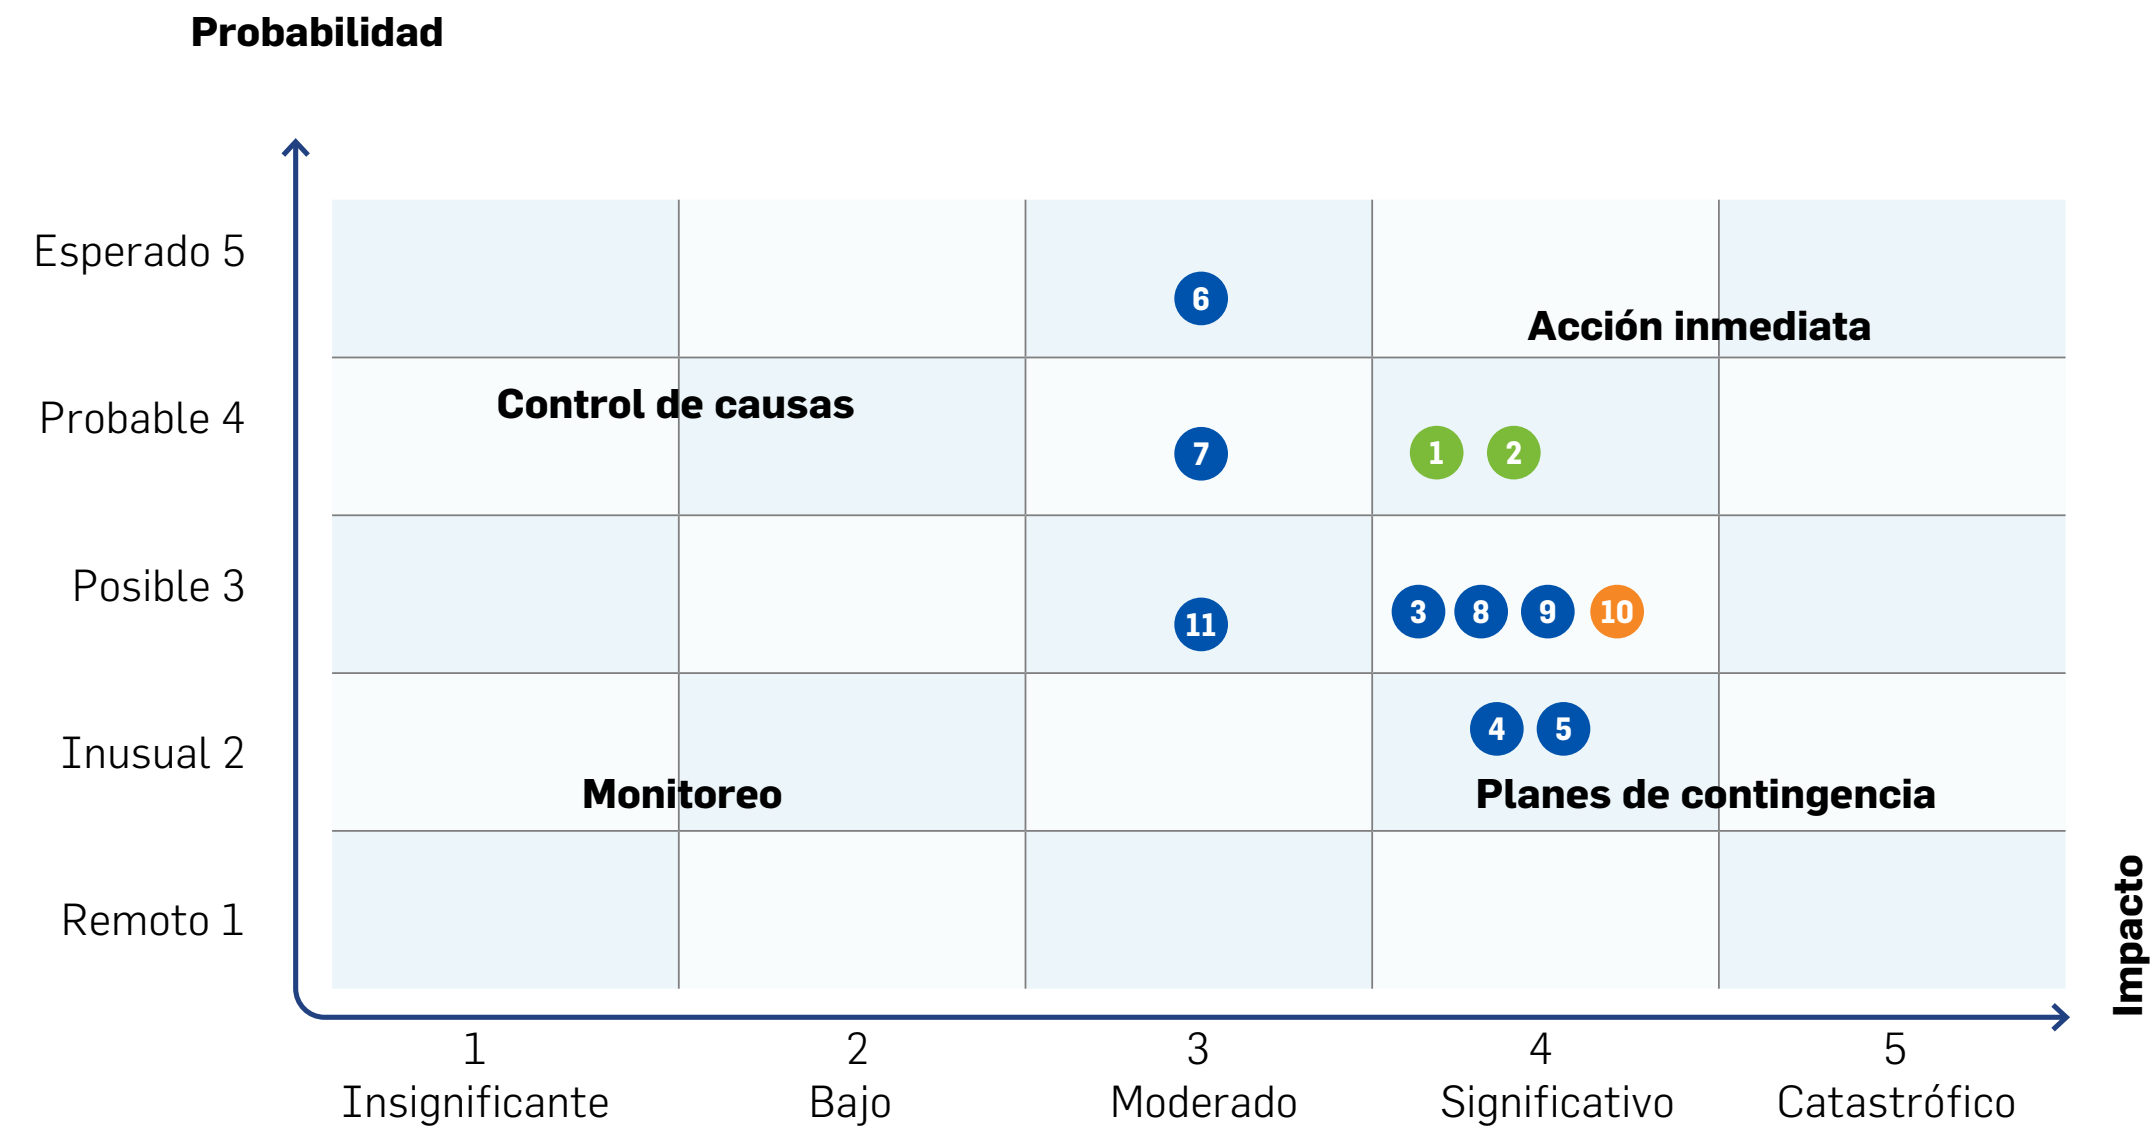 Probabilidad
Esperado 5
6
Acción inmediata
Probable 4
Control de causas
7
1 2
Posible 3
11
3 8 9 10
Inusual 2
4 5
Monitoreo
Planes de contingencia
Remoto 1
Impacto
1 2 3 4 5
Insignificante Bajo Moderado Significativo Catastrófico